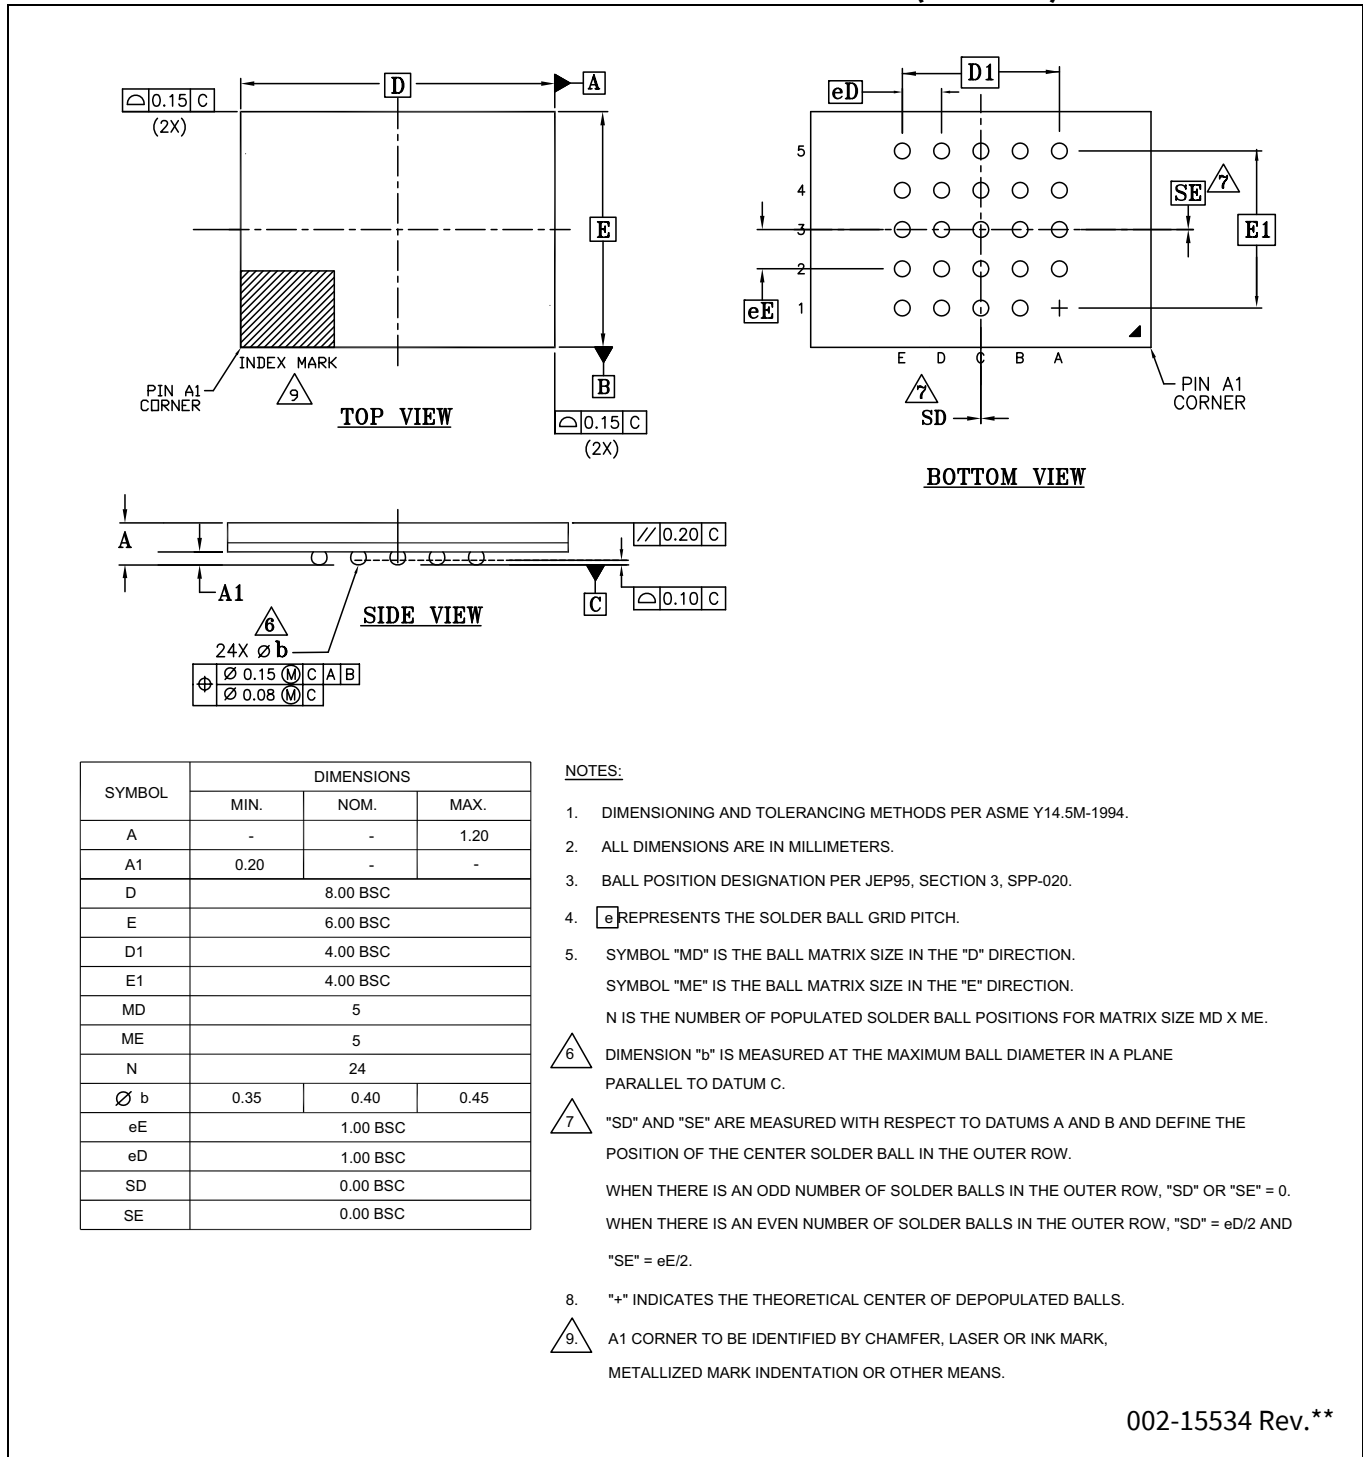 D
A
0.15 C
(2X)
E
INDEX MARK
9
PIN A1
CORNER
B
TOP VIEW
0.15 C
(2X)
D1
eD
5
4
3
2
1
SE
7
E1
eE
E D C B A
7
SD
PIN A1
CORNER
BOTTOM VIEW
A
A1
// 0.20 C
C
0.10 C
SIDE VIEW
6
24X Ø b
⌖ Ø 0.15 Ⓜ C A B
Ø 0.08 Ⓜ C
SYMBOL DIMENSIONS
MIN. NOM. MAX.
A - - 1.20
A1 0.20 - -
D 8.00 BSC
E 6.00 BSC
D1 4.00 BSC
E1 4.00 BSC
MD 5
ME 5
N 24
Ø b 0.35 0.40 0.45
eE 1.00 BSC
eD 1.00 BSC
SD 0.00 BSC
SE 0.00 BSC
NOTES:
1. DIMENSIONING AND TOLERANCING METHODS PER ASME Y14.5M-1994.
2. ALL DIMENSIONS ARE IN MILLIMETERS.
3. BALL POSITION DESIGNATION PER JEP95, SECTION 3, SPP-020.
4. e REPRESENTS THE SOLDER BALL GRID PITCH.
5. SYMBOL "MD" IS THE BALL MATRIX SIZE IN THE "D" DIRECTION.
SYMBOL "ME" IS THE BALL MATRIX SIZE IN THE "E" DIRECTION.
N IS THE NUMBER OF POPULATED SOLDER BALL POSITIONS FOR MATRIX SIZE MD X ME.
6 DIMENSION "b" IS MEASURED AT THE MAXIMUM BALL DIAMETER IN A PLANE
PARALLEL TO DATUM C.
7 "SD" AND "SE" ARE MEASURED WITH RESPECT TO DATUMS A AND B AND DEFINE THE
POSITION OF THE CENTER SOLDER BALL IN THE OUTER ROW.
WHEN THERE IS AN ODD NUMBER OF SOLDER BALLS IN THE OUTER ROW, "SD" OR "SE" = 0.
WHEN THERE IS AN EVEN NUMBER OF SOLDER BALLS IN THE OUTER ROW, "SD" = eD/2 AND
"SE" = eE/2.
8. "+" INDICATES THE THEORETICAL CENTER OF DEPOPULATED BALLS.
9. A1 CORNER TO BE IDENTIFIED BY CHAMFER, LASER OR INK MARK,
METALLIZED MARK INDENTATION OR OTHER MEANS.
002-15534 Rev.**